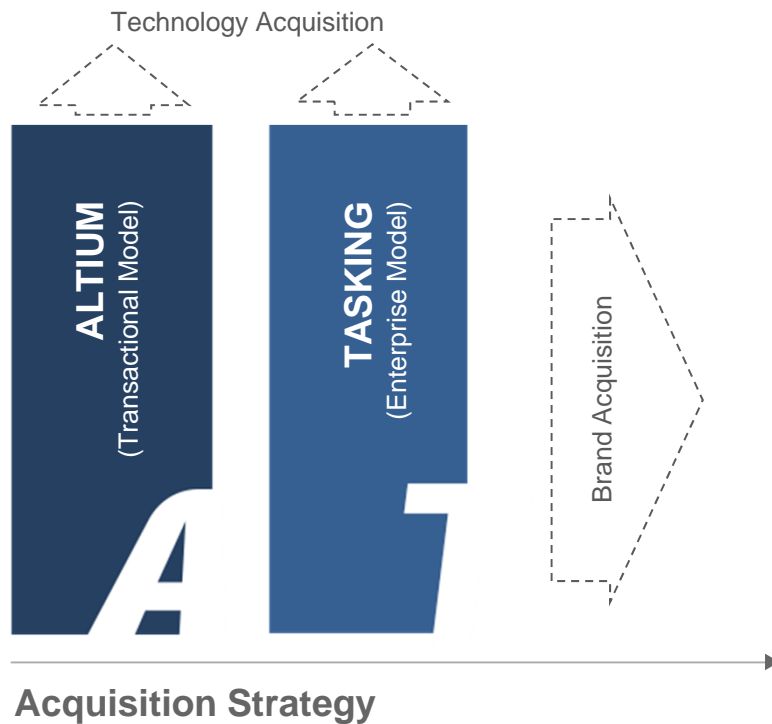 Technology Acquisition
ALTIUM
(Transactional Model)
TASKING
(Enterprise Model)
Brand Acquisition
A
T
Acquisition Strategy